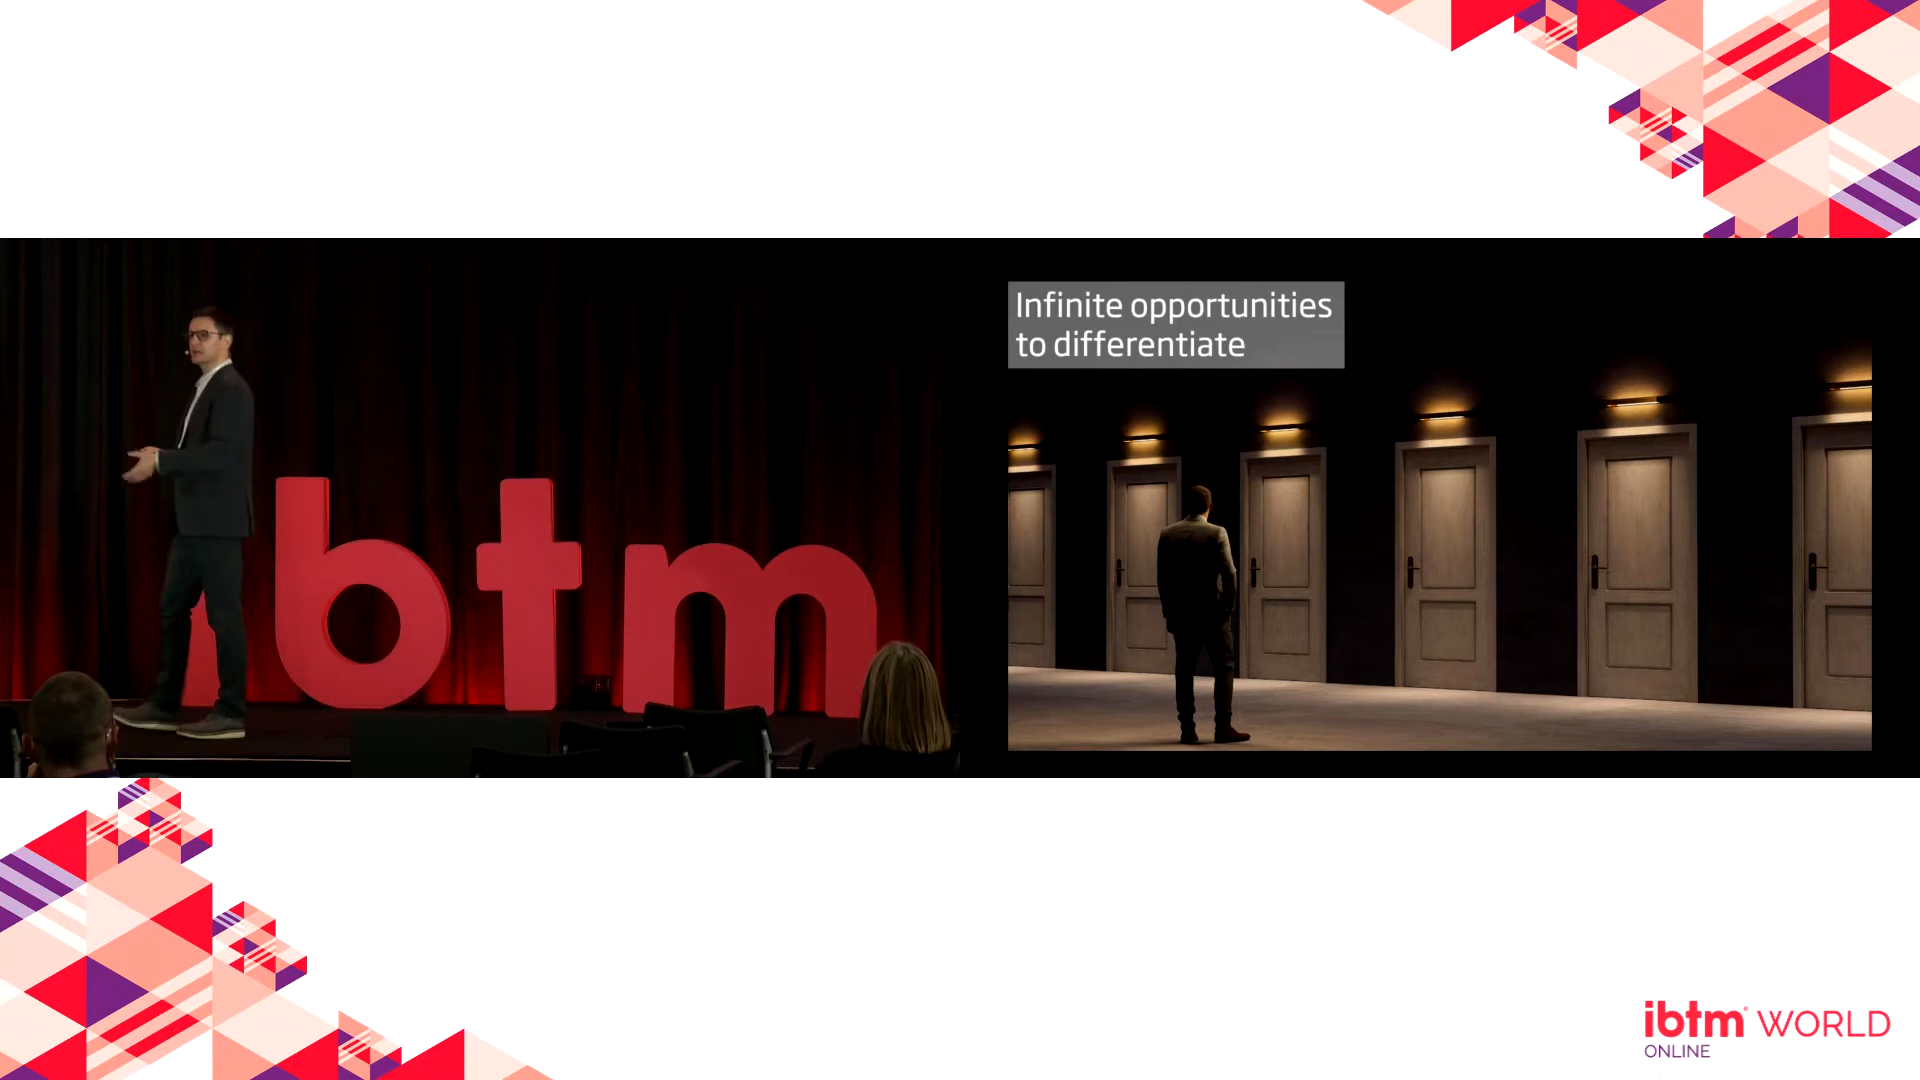 Infinite opportunities
to differentiate
ibtm
ibtm® WORLD
ONLINE